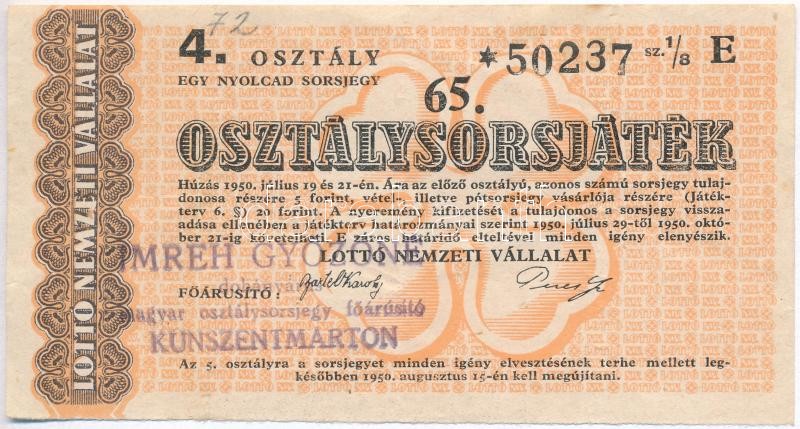 72
4. OSZTÁLY *50237 sz. 1/8 E
EGY NYOLCAD SORSJEGY
65.
OSZTÁLYSORSJÁTÉK
Húzás 1950. július 19 és 21-én. Ára az előző osztályú, azonos számú sorsjegy tulaj-
donosa részére 5 forint, vétel-, illetve pótsorsjegy vásárlója részére (Játék-
terv 6. §) 20 forint. A nyeremény kifizetését a tulajdonos a sorsjegy vissza-
adása ellenében a játékterv határozmányai szerint 1950. július 29-től 1950. októ-
ber 21-ig követelheti. E záros határidő elteltével minden igény elenyészik.
LOTTÓ NEMZETI VÁLLALAT
IMREH GYŐZŐNÉ
FŐÁRUSÍTÓ:
magyar osztálysorsjegy főárusító
KUNSZENTMÁRTON
Az 5. osztályra a sorsjegyet minden igény elvesztésének terhe mellett leg-
későbben 1950. augusztus 15-én kell megújítani.
LOTTÓ NEMZETI VÁLLALAT